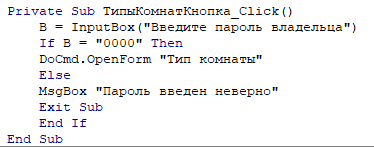 Private Sub ТипыКомнатКнопка_Click()
    B = InputBox("Введите пароль владельца")
    If B = "0000" Then
    DoCmd.OpenForm "Тип комнаты"
    Else
    MsgBox "Пароль введен неверно"
    Exit Sub
    End If
End Sub